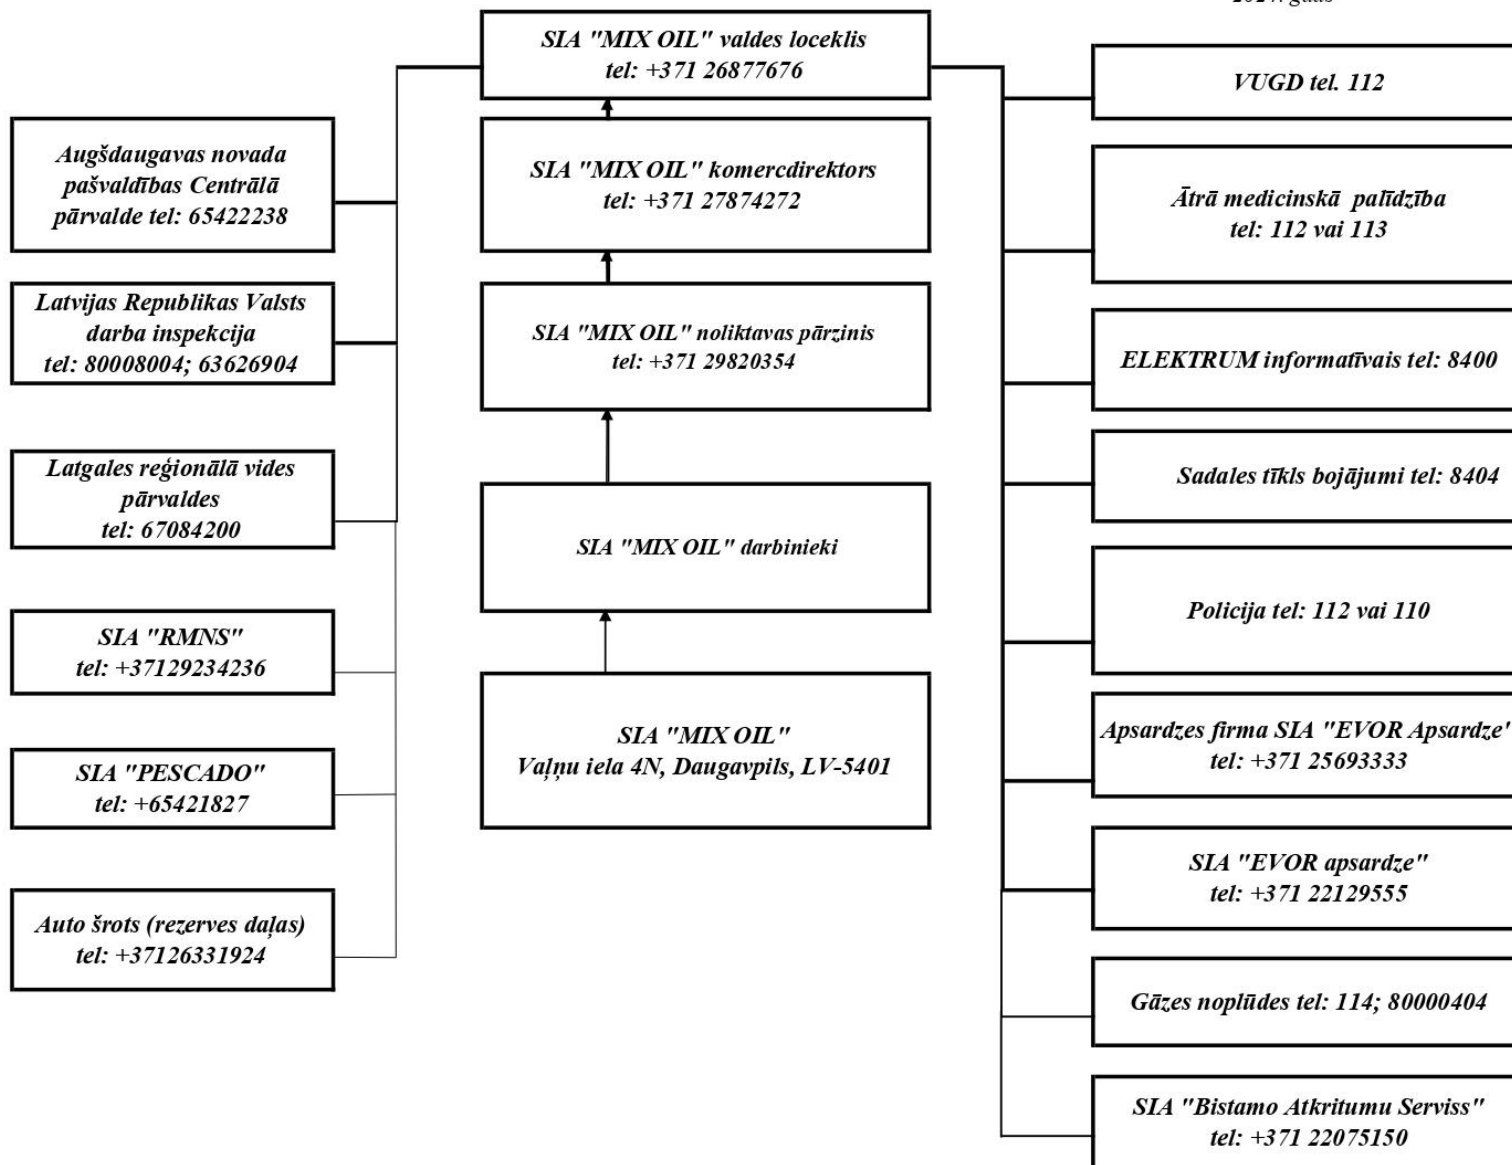 SIA "MIX OIL" valdes loceklis
tel: +371 26877676
Augšdaugavas novada
pašvaldības Centrālā
pārvalde tel: 65422238
Latvijas Republikas Valsts
darba inspekcija
tel: 80008004; 63626904
Latgales reģionālā vides
pārvaldes
tel: 67084200
SIA "RMNS"
tel: +37129234236
SIA "PESCADO"
tel: +65421827
Auto šrots (rezerves daļas)
tel: +37126331924
SIA "MIX OIL" komercdirektors
tel: +371 27874272
SIA "MIX OIL" noliktavas pārzinis
tel: +371 29820354
SIA "MIX OIL" darbinieki
SIA "MIX OIL"
Vaļņu iela 4N, Daugavpils, LV-5401
VUGD tel. 112
Ātrā medicinskā palīdzība
tel: 112 vai 113
ELEKTRUM informatīvais tel: 8400
Sadales tīkls bojājumi tel: 8404
Policija tel: 112 vai 110
Apsardzes firma SIA "EVOR Apsardze"
tel: +371 25693333
SIA "EVOR apsardze"
tel: +371 22129555
Gāzes noplūdes tel: 114; 80000404
SIA "Bistamo Atkritumu Serviss"
tel: +371 22075150